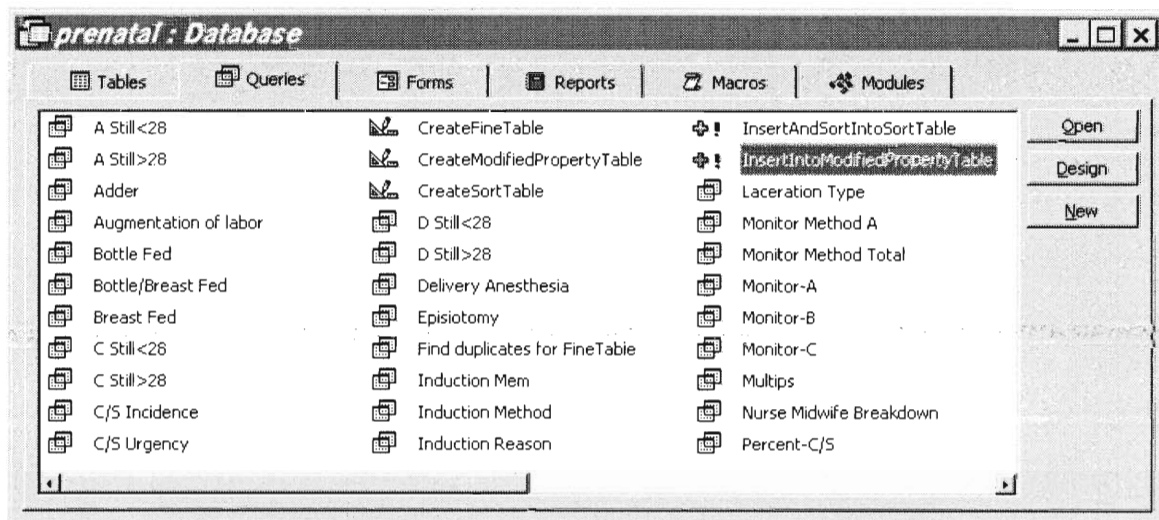 prenatal : Database
Tables Queries Forms Reports Macros Modules
A Still<28
A Still>28
Adder
Augmentation of labor
Bottle Fed
Bottle/Breast Fed
Breast Fed
C Still<28
C Still>28
C/S Incidence
C/S Urgency
CreateFineTable
CreateModifiedPropertyTable
CreateSortTable
D Still<28
D Still>28
Delivery Anesthesia
Episiotomy
Find duplicates for FineTable
Induction Mem
Induction Method
Induction Reason
InsertAndSortIntoSortTable
InsertIntoModifiedPropertyTable
Laceration Type
Monitor Method A
Monitor Method Total
Monitor-A
Monitor-B
Monitor-C
Multips
Nurse Midwife Breakdown
Percent-C/S
Open
Design
New